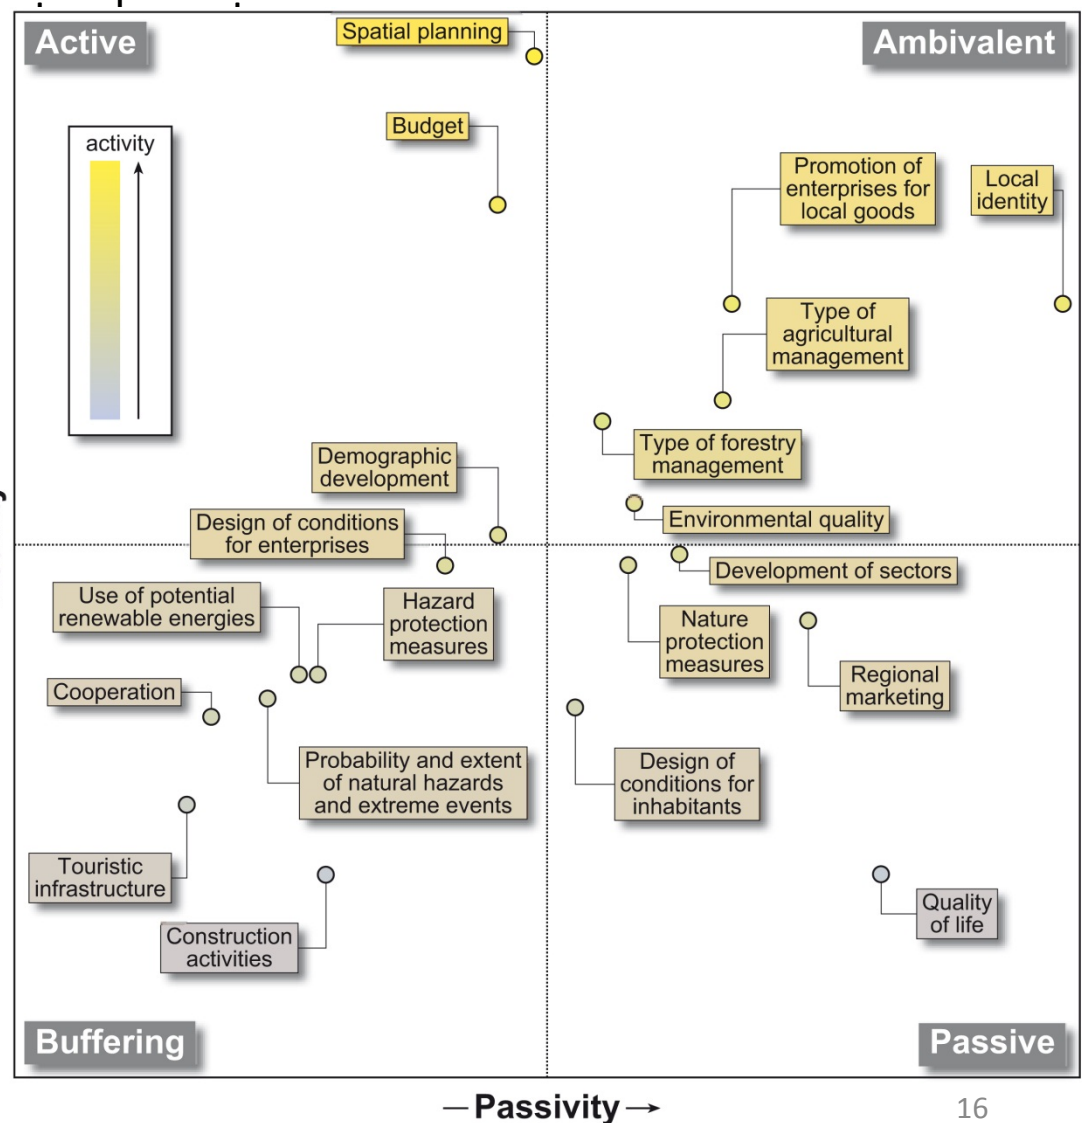 Active
Spatial planning
Ambivalent
Budget
activity
Promotion of
enterprises for
local goods
Local
identity
Type of
agricultural
management
Type of forestry
management
Demographic
development
Environmental quality
Design of conditions
for enterprises
Development of sectors
Use of potential
renewable energies
Hazard
protection
measures
Nature
protection
measures
Regional
marketing
Cooperation
Probability and extent
of natural hazards
and extreme events
Design of
conditions for
inhabitants
Touristic
infrastructure
Construction
activities
Quality
of life
Buffering
Passive
— Passivity →
16